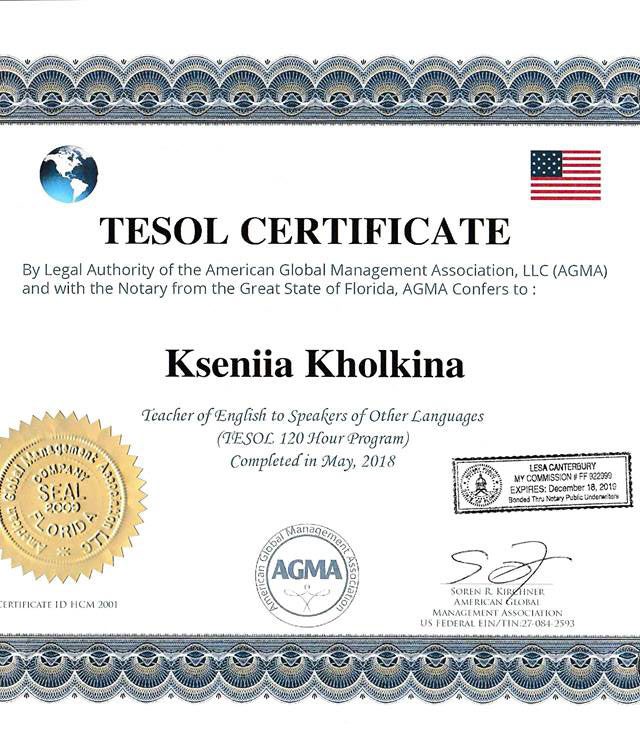 TESOL CERTIFICATE
By Legal Authority of the American Global Management Association, LLC (AGMA)
and with the Notary from the Great State of Florida, AGMA Confers to :
Kseniia Kholkina
Teacher of English to Speakers of Other Languages
(TESOL 120 Hour Program)
Completed in May, 2018
American Global Management Association LLC
COMPANY
SEAL
2009
FLORIDA
LESA CANTERBURY
MY COMMISSION # FF 922999
EXPIRES: December 18, 2019
Bonded Thru Notary Public Underwriters
American Global Management Association
AGMA
SOREN R. KIRCHNER
AMERICAN GLOBAL
MANAGEMENT ASSOCIATION
US FEDERAL EIN/TIN:27-084-2593
CERTIFICATE ID HCM 2001